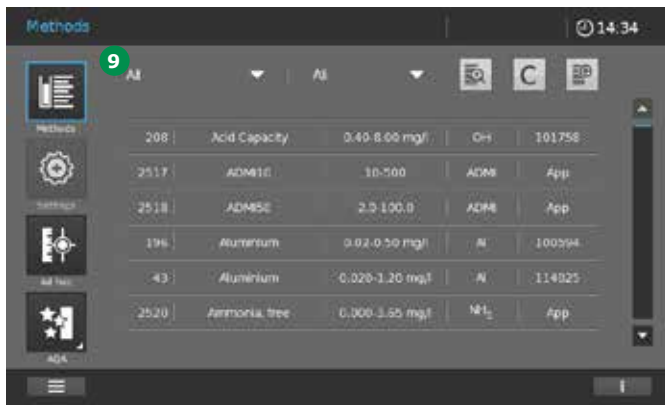 Methods 14:34
9 All All C
Methods
208 Acid Capacity 0.40-8.00 mg/l OH 101758
Settings
2517 ADMI10 10-500 ADMI App
2518 ADMI50 2.0-100.0 ADMI App
196 Aluminium 0.02-0.50 mg/l Al 100594
43 Aluminium 0.020-1.20 mg/l Al 114825
2520 Ammonia, free 0.000-3.65 mg/l NH₃ App
AQA
i